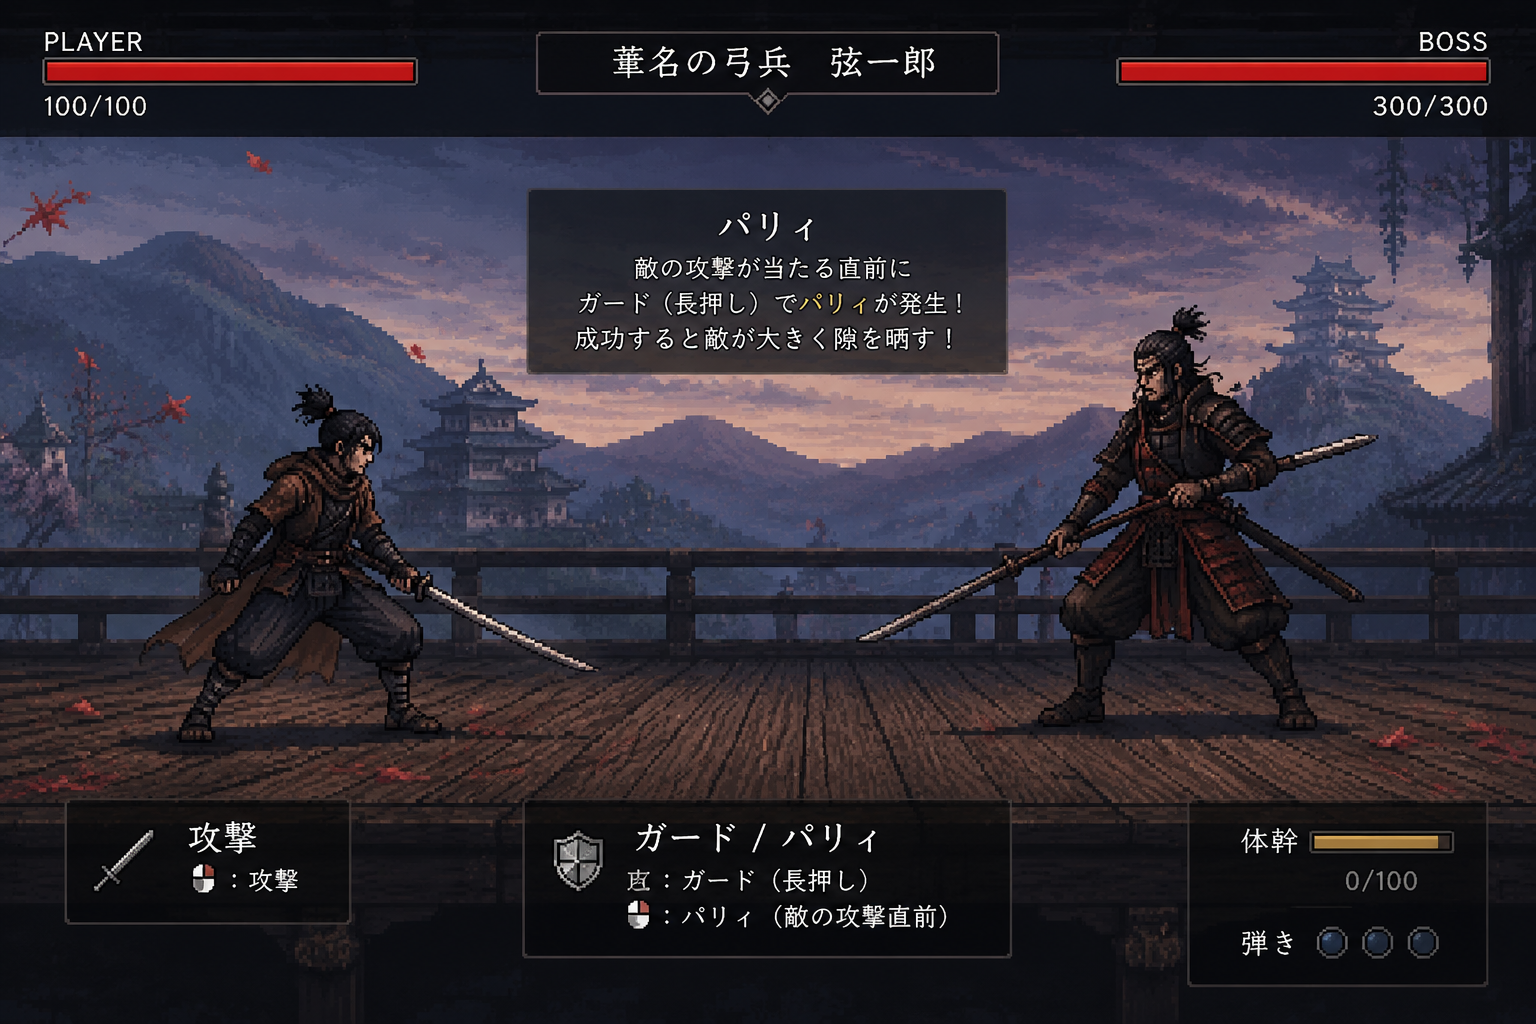 PLAYER
100/100
葦名の弓兵　弦一郎
BOSS
300/300
パリィ
敵の攻撃が当たる直前に
ガード（長押し）でパリィが発生！
成功すると敵が大きく隙を晒す！
攻撃
：攻撃
ガード / パリィ
：ガード（長押し）
：パリィ（敵の攻撃直前）
体幹
0/100
弾き